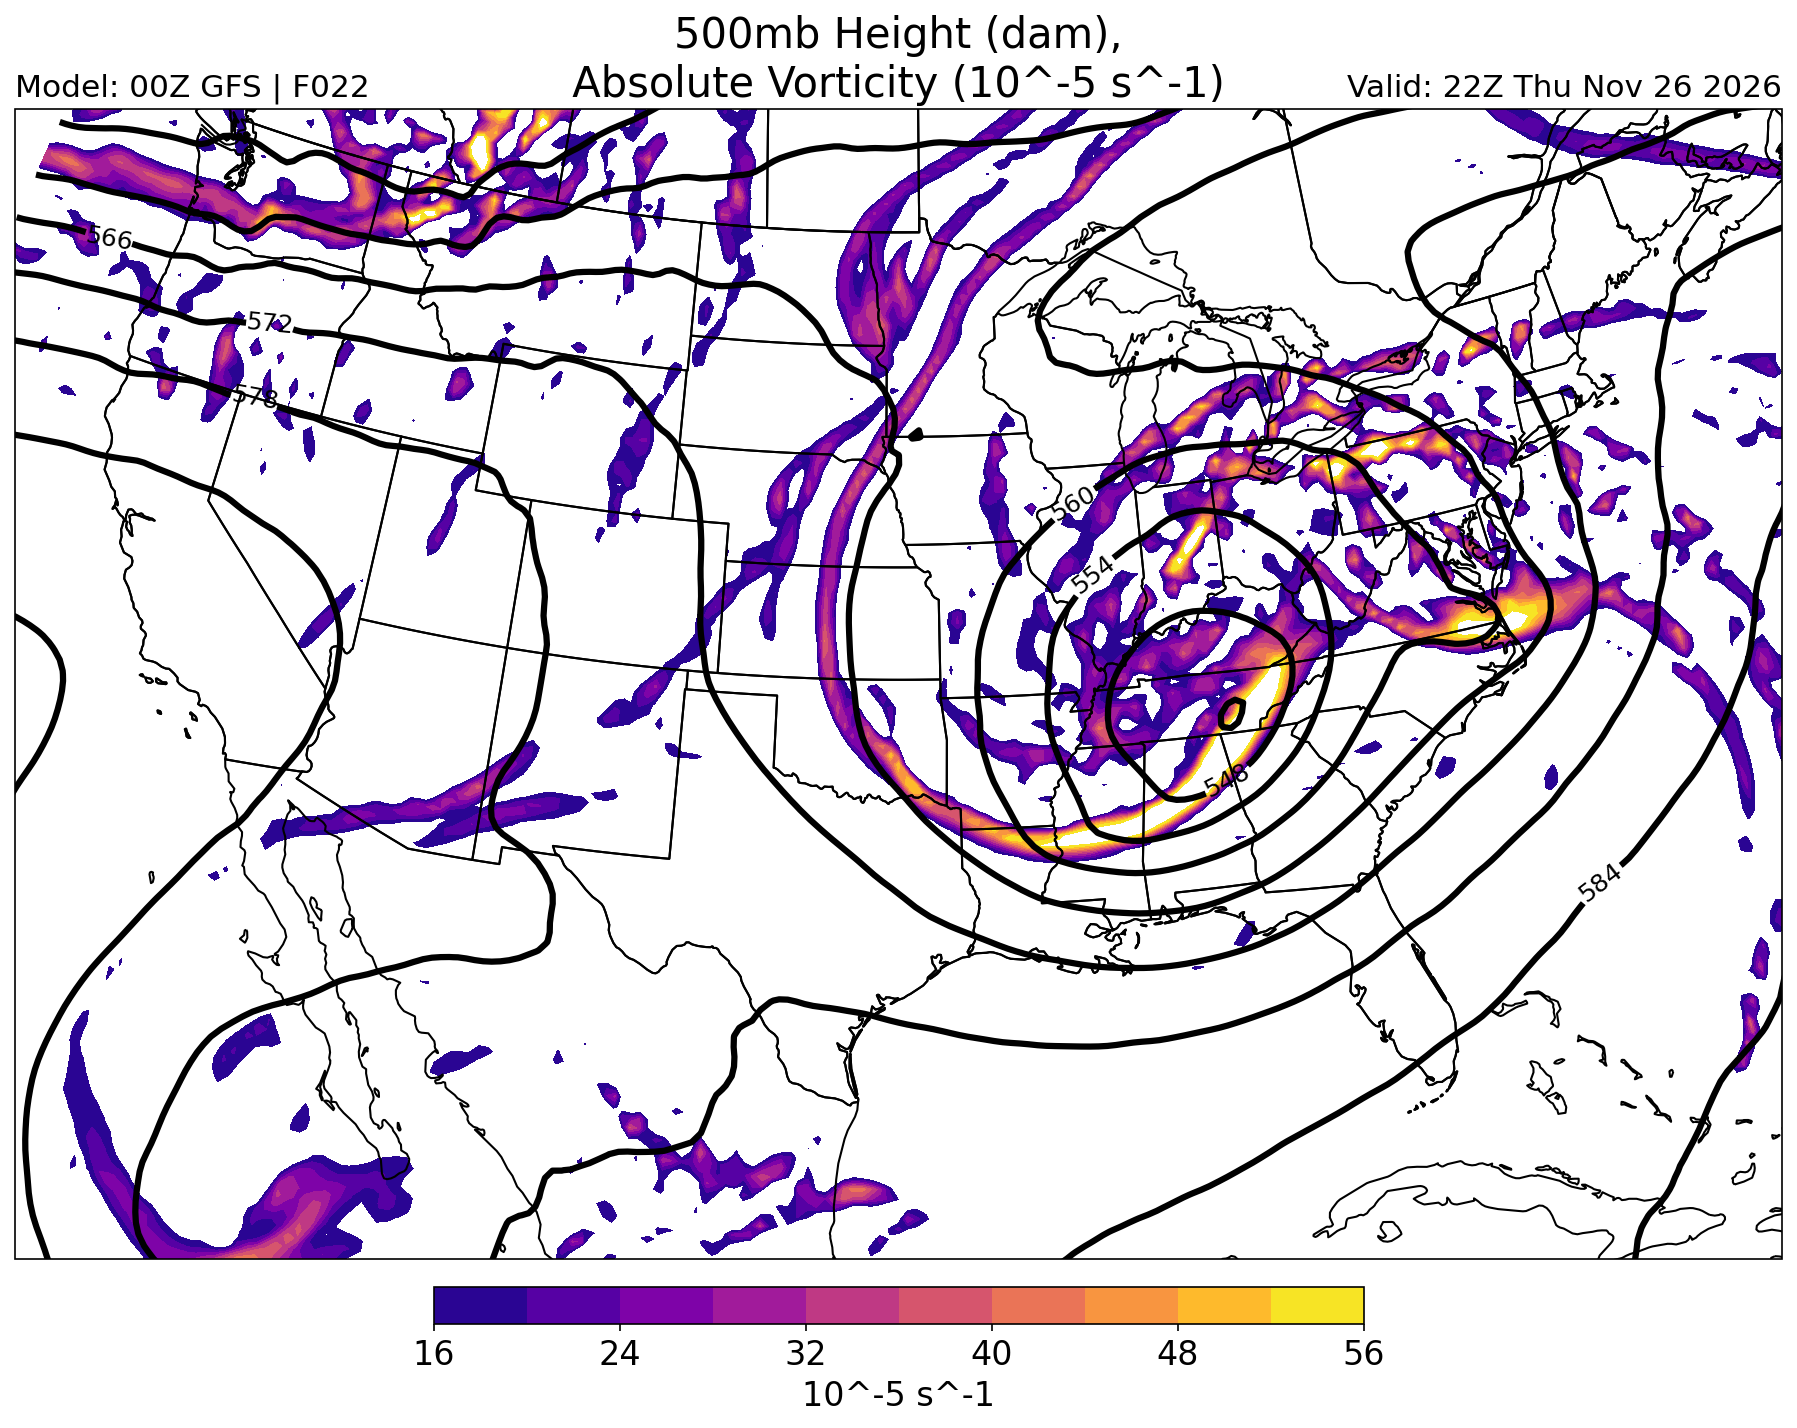 500mb Height (dam),
Model: 00Z GFS | F022
Absolute Vorticity (10^-5 s^-1)
Valid: 22Z Thu Nov 26 2026
566
572
578
560
554
548
584
16 24 32 40 48 56
10^-5 s^-1